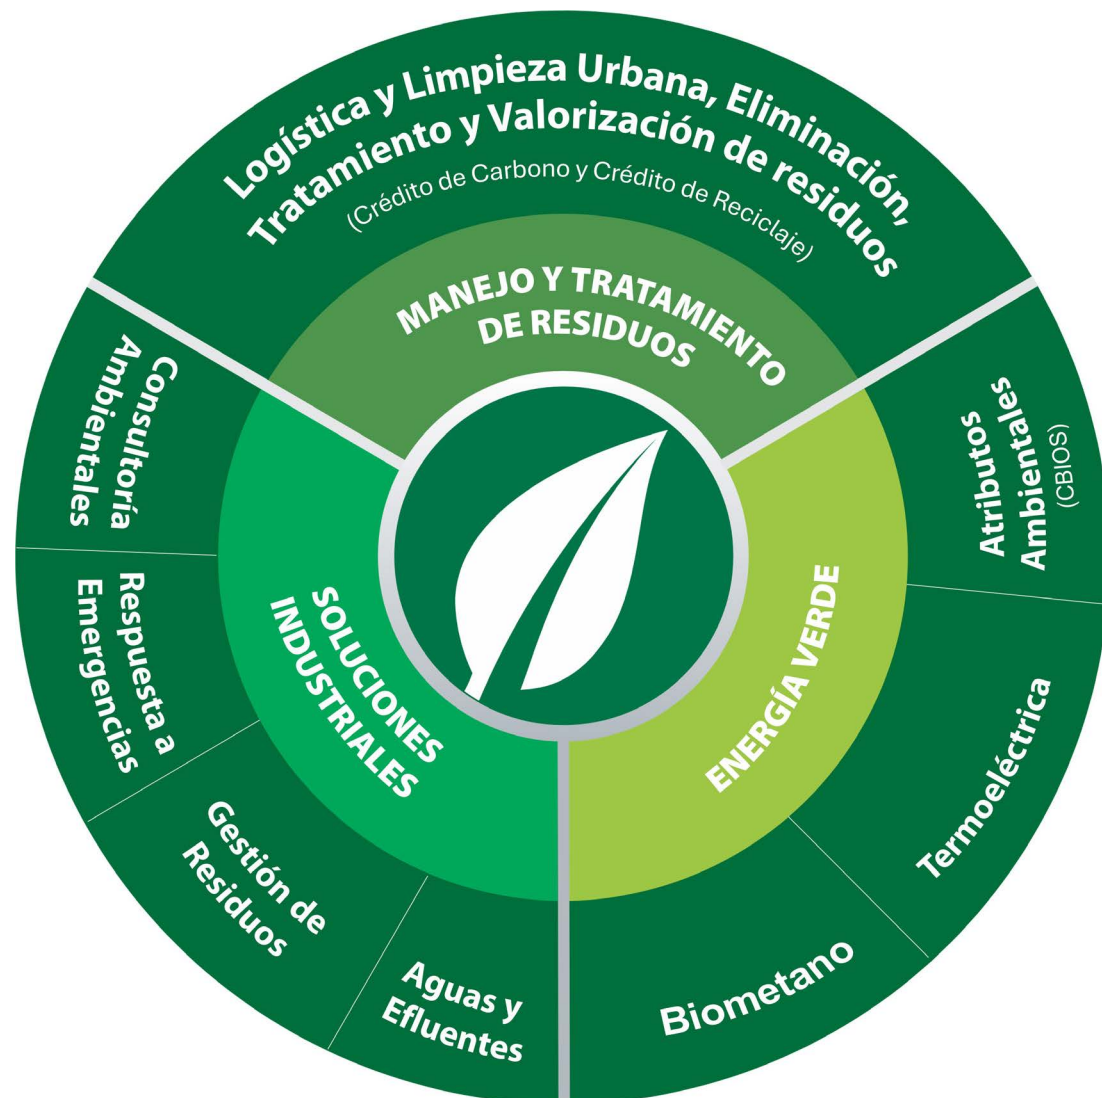 Logística y Limpieza Urbana, Eliminación,
Tratamiento y Valorización de residuos
(Crédito de Carbono y Crédito de Reciclaje)
MANEJO Y TRATAMIENTO
DE RESIDUOS
Atributos
Ambientales
(CBIOS)
Termoeléctrica
Biometano
ENERGÍA VERDE
Consultoría
Ambientales
Respuesta a
Emergencias
Gestión de
Residuos
Aguas y
Efluentes
SOLUCIONES
INDUSTRIALES